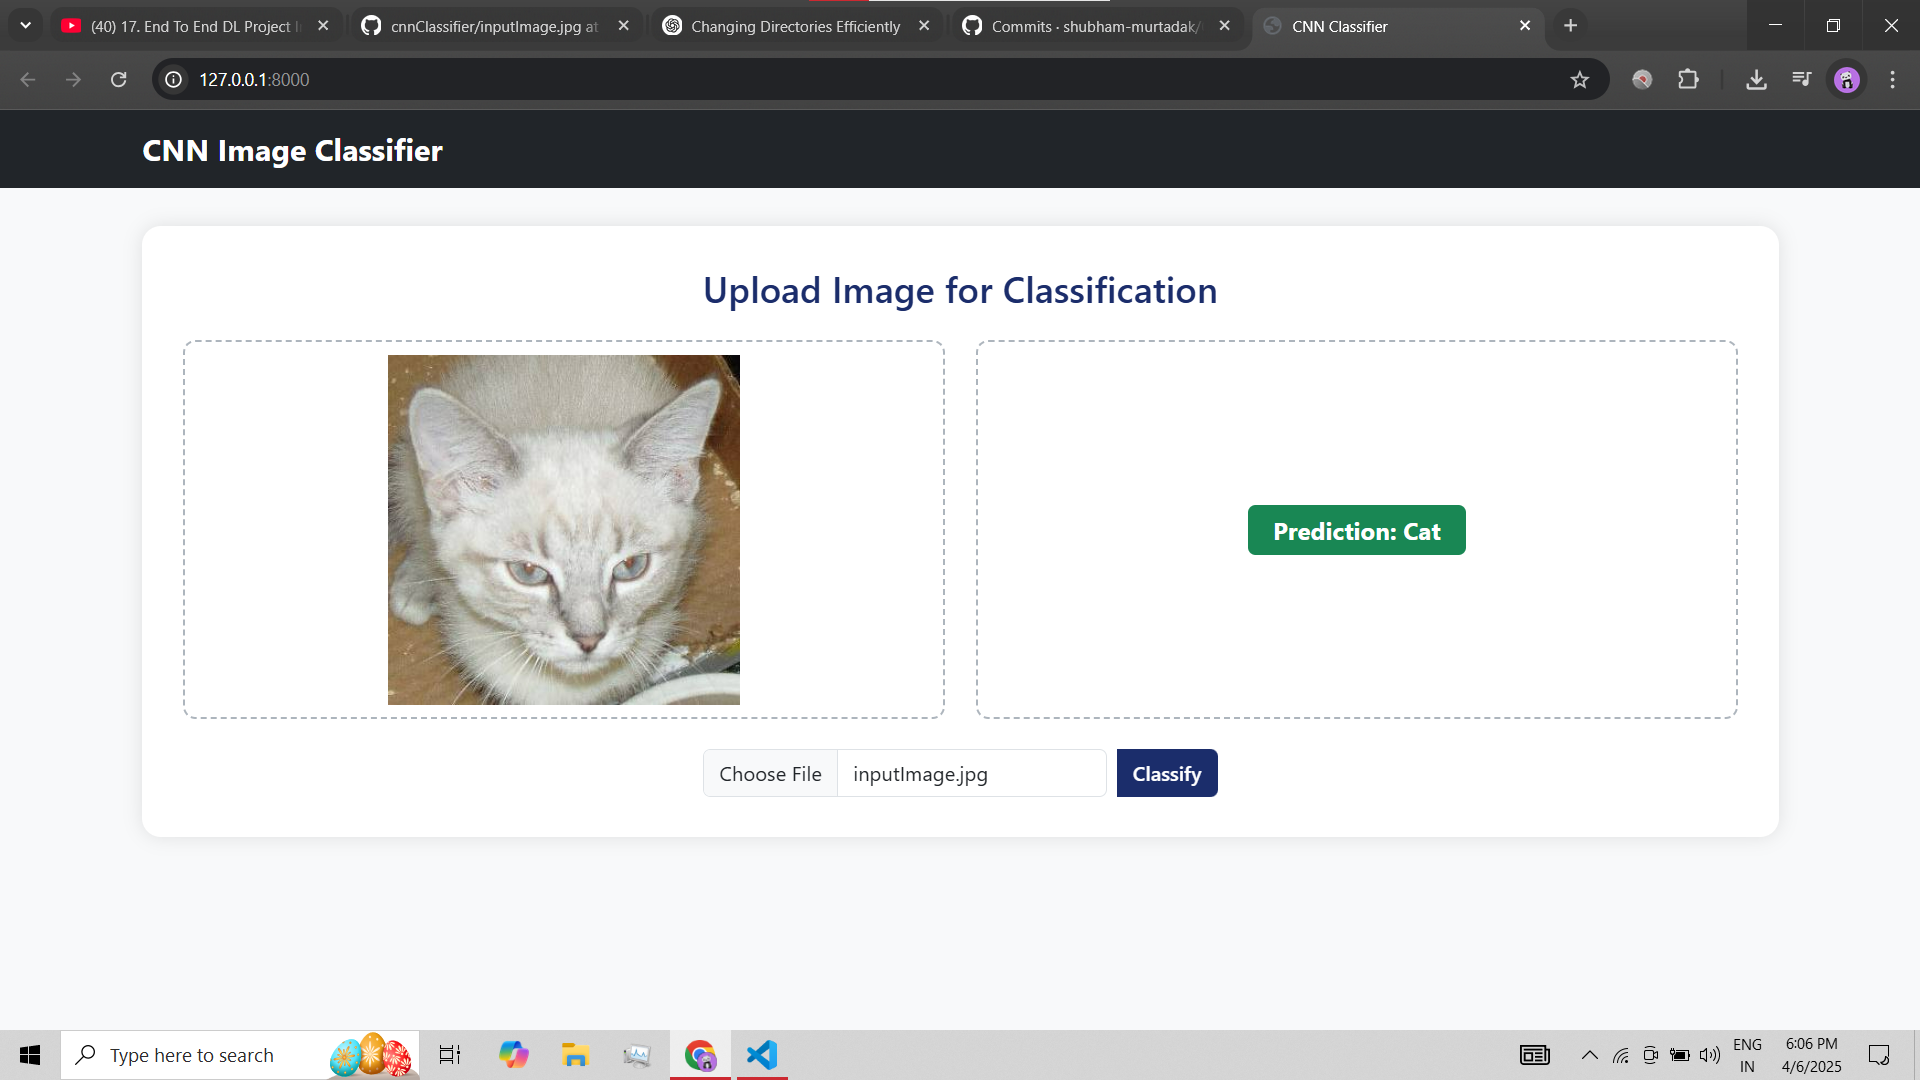 (40) 17. End To End DL Project I
cnnClassifier/inputImage.jpg at
Changing Directories Efficiently
Commits · shubham-murtadak/
CNN Classifier
127.0.0.1:8000
CNN Image Classifier
Upload Image for Classification
Prediction: Cat
Choose File inputImage.jpg Classify
Type here to search
ENG
IN
6:06 PM
4/6/2025